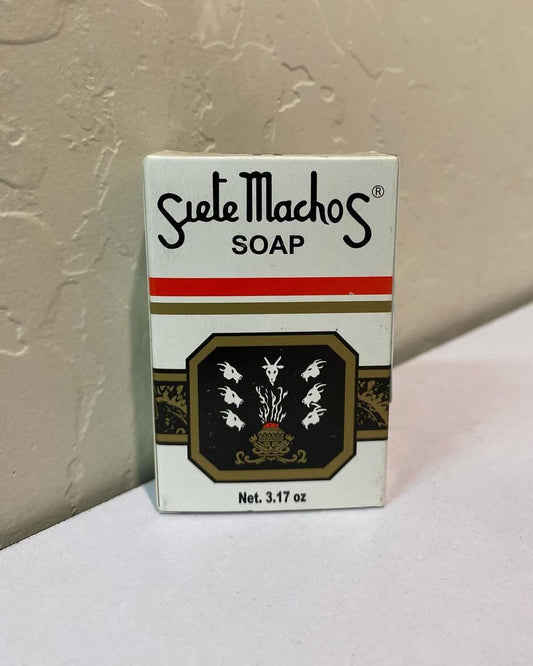 Siete Machos®
SOAP
Net. 3.17 oz